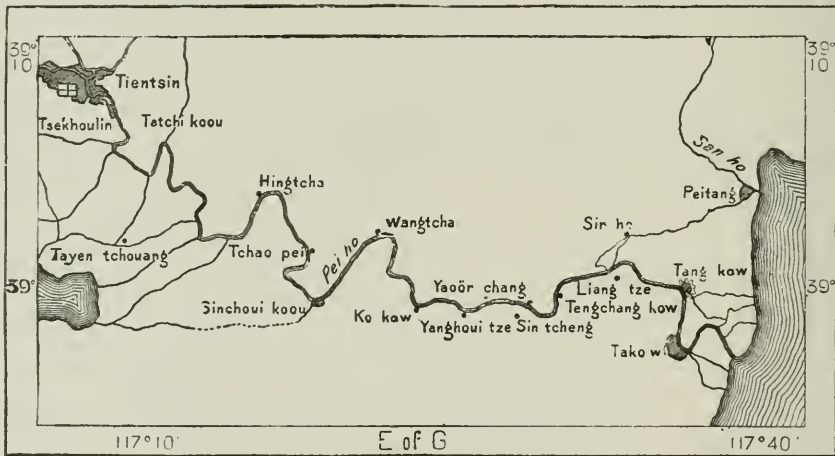 39°
10
39°
10
Tientsin
Tsékhoulin
Tatchi koou
San ho
Hingtcha
Peitang
Wangtcha
Sir ho
Tayen tchouang
Tchao pei
Pei ho
39°
39°
Tang kow
Yaoör chang
Liang tze
Sinchoui koou
Ko kow
Tengchang kow
Yanghoui tze
Sin tcheng
Takow
117°10'
E of G
117°40'